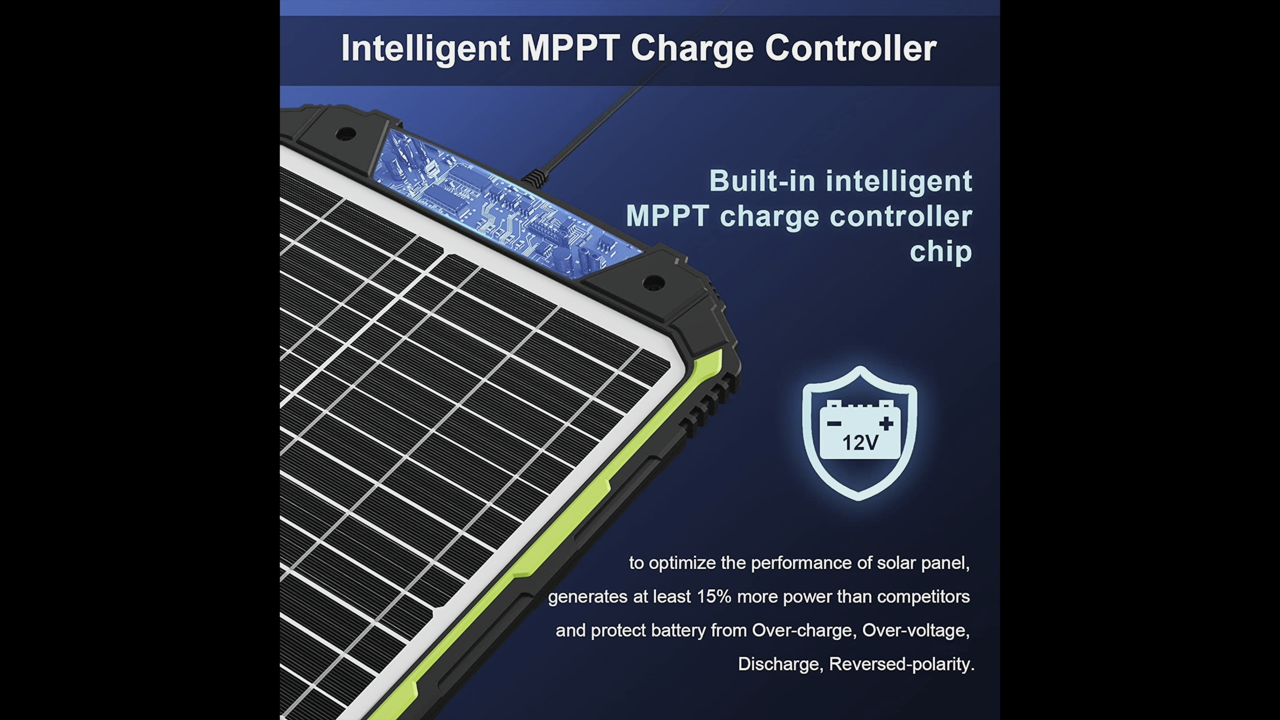 Intelligent MPPT Charge Controller
Built-in intelligent
MPPT charge controller
chip
12V
to optimize the performance of solar panel,
generates at least 15% more power than competitors
and protect battery from Over-charge, Over-voltage,
Discharge, Reversed-polarity.